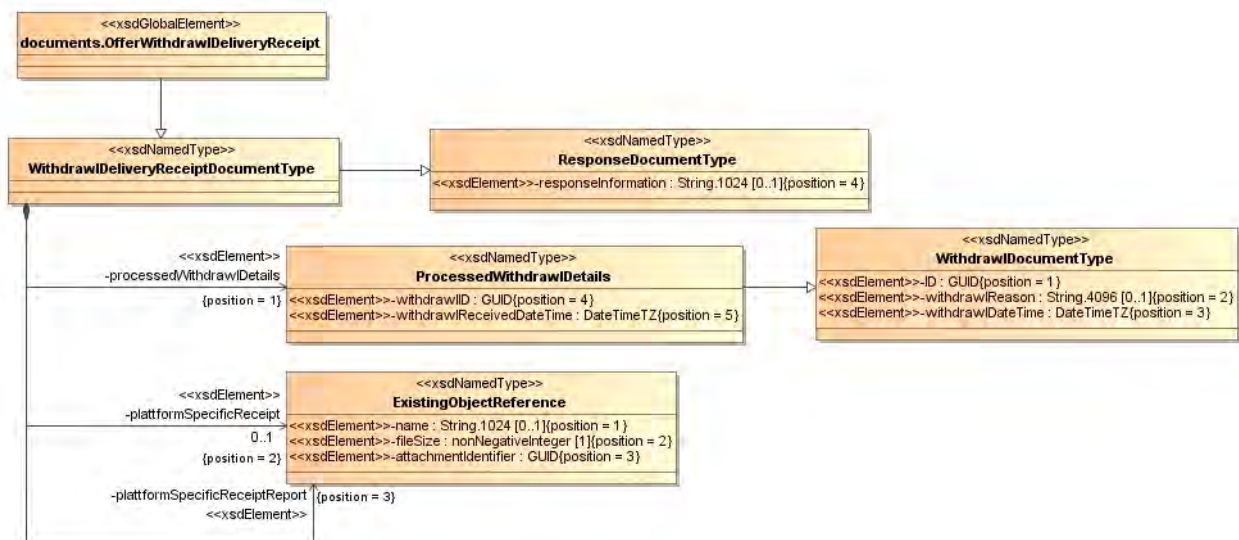 <<xsdGlobalElement>>
documents.OfferWithdrawlDeliveryReceipt
<<xsdNamedType>>
WithdrawlDeliveryReceiptDocumentType
<<xsdNamedType>>
ResponseDocumentType
<<xsdElement>>-responseInformation : String.1024 [0..1]{position = 4}
<<xsdElement>>
-processedWithdrawlDetails
{position = 1}
<<xsdNamedType>>
ProcessedWithdrawlDetails
<<xsdElement>>-withdrawlID : GUID{position = 4}
<<xsdElement>>-withdrawlReceivedDateTime : DateTimeTZ{position = 5}
<<xsdNamedType>>
WithdrawlDocumentType
<<xsdElement>>-ID : GUID{position = 1}
<<xsdElement>>-withdrawlReason : String.4096 [0..1]{position = 2}
<<xsdElement>>-withdrawlDateTime : DateTimeTZ{position = 3}
<<xsdElement>>
-plattformSpecificReceipt
0..1
{position = 2}
<<xsdNamedType>>
ExistingObjectReference
<<xsdElement>>-name : String.1024 [0..1]{position = 1}
<<xsdElement>>-fileSize : nonNegativeInteger [1]{position = 2}
<<xsdElement>>-attachmentIdentifier : GUID{position = 3}
-plattformSpecificReceiptReport {position = 3}
<<xsdElement>>